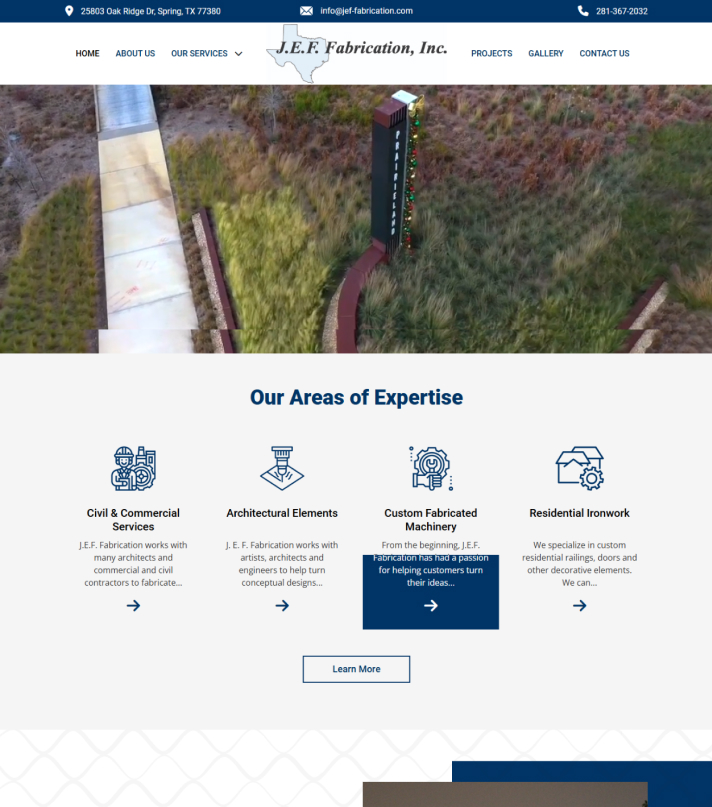 25803 Oak Ridge Dr, Spring, TX 77380
info@jef-fabrication.com
281-367-2032
HOME
ABOUT US
OUR SERVICES
J.E.F. Fabrication, Inc.
PROJECTS
GALLERY
CONTACT US
PRAIRIELAND
Our Areas of Expertise
Civil & Commercial
Services
J.E.F. Fabrication works with
many architects and
commercial and civil
contractors to fabricate...
Architectural Elements
J. E. F. Fabrication works with
artists, architects and
engineers to help turn
conceptual designs...
Custom Fabricated
Machinery
From the beginning, J.E.F.
Fabrication has had a passion
for helping customers turn
their ideas...
Residential Ironwork
We specialize in custom
residential railings, doors and
other decorative elements.
We can...
Learn More